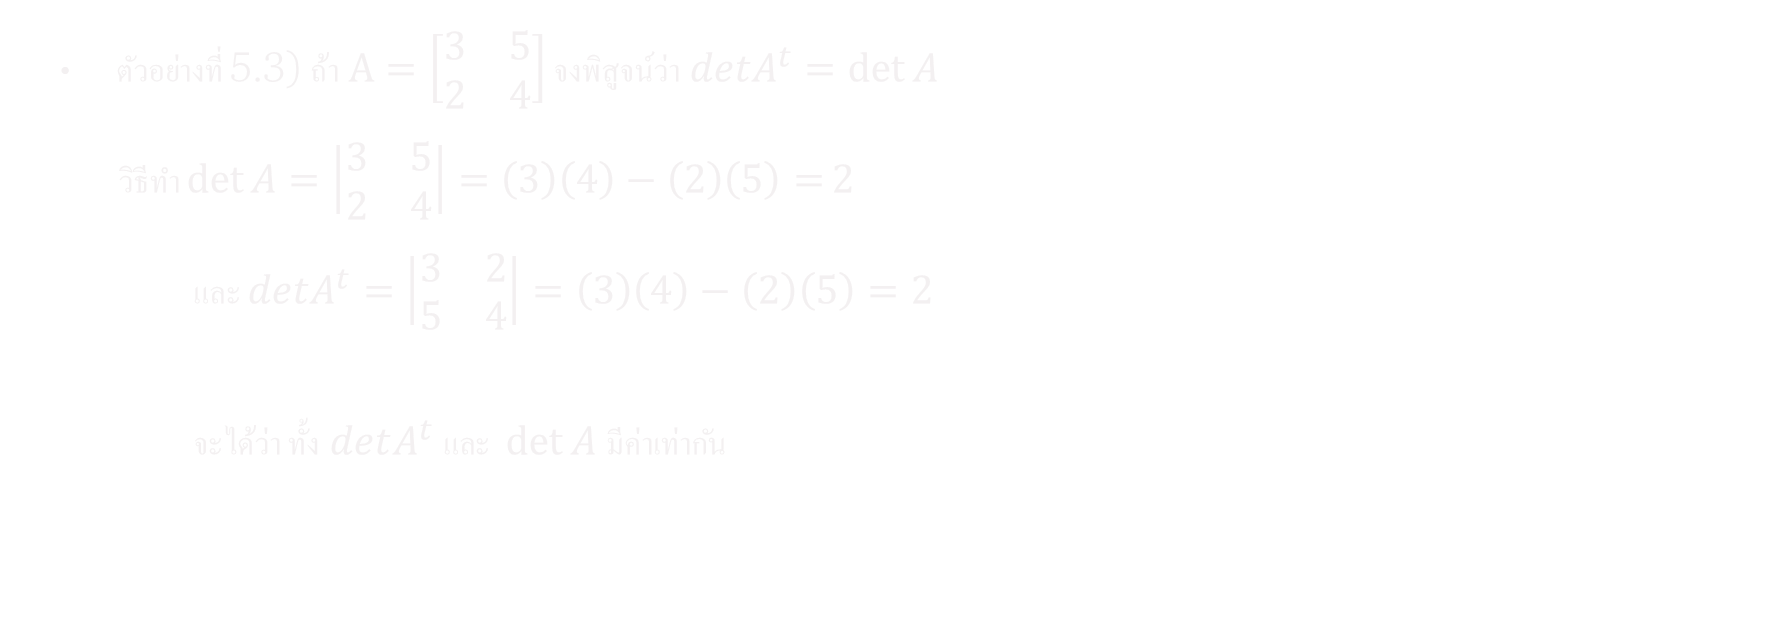 • ตัวอย่างที่ 5.3) ถ้า A = [3 5; 2 4] จงพิสูจน์ว่า detAᵗ = det A
วิธีทำ det A = |3 5; 2 4| = (3)(4) − (2)(5) = 2
และ detAᵗ = |3 2; 5 4| = (3)(4) − (2)(5) = 2
จะได้ว่า ทั้ง detAᵗ และ det A มีค่าเท่ากัน